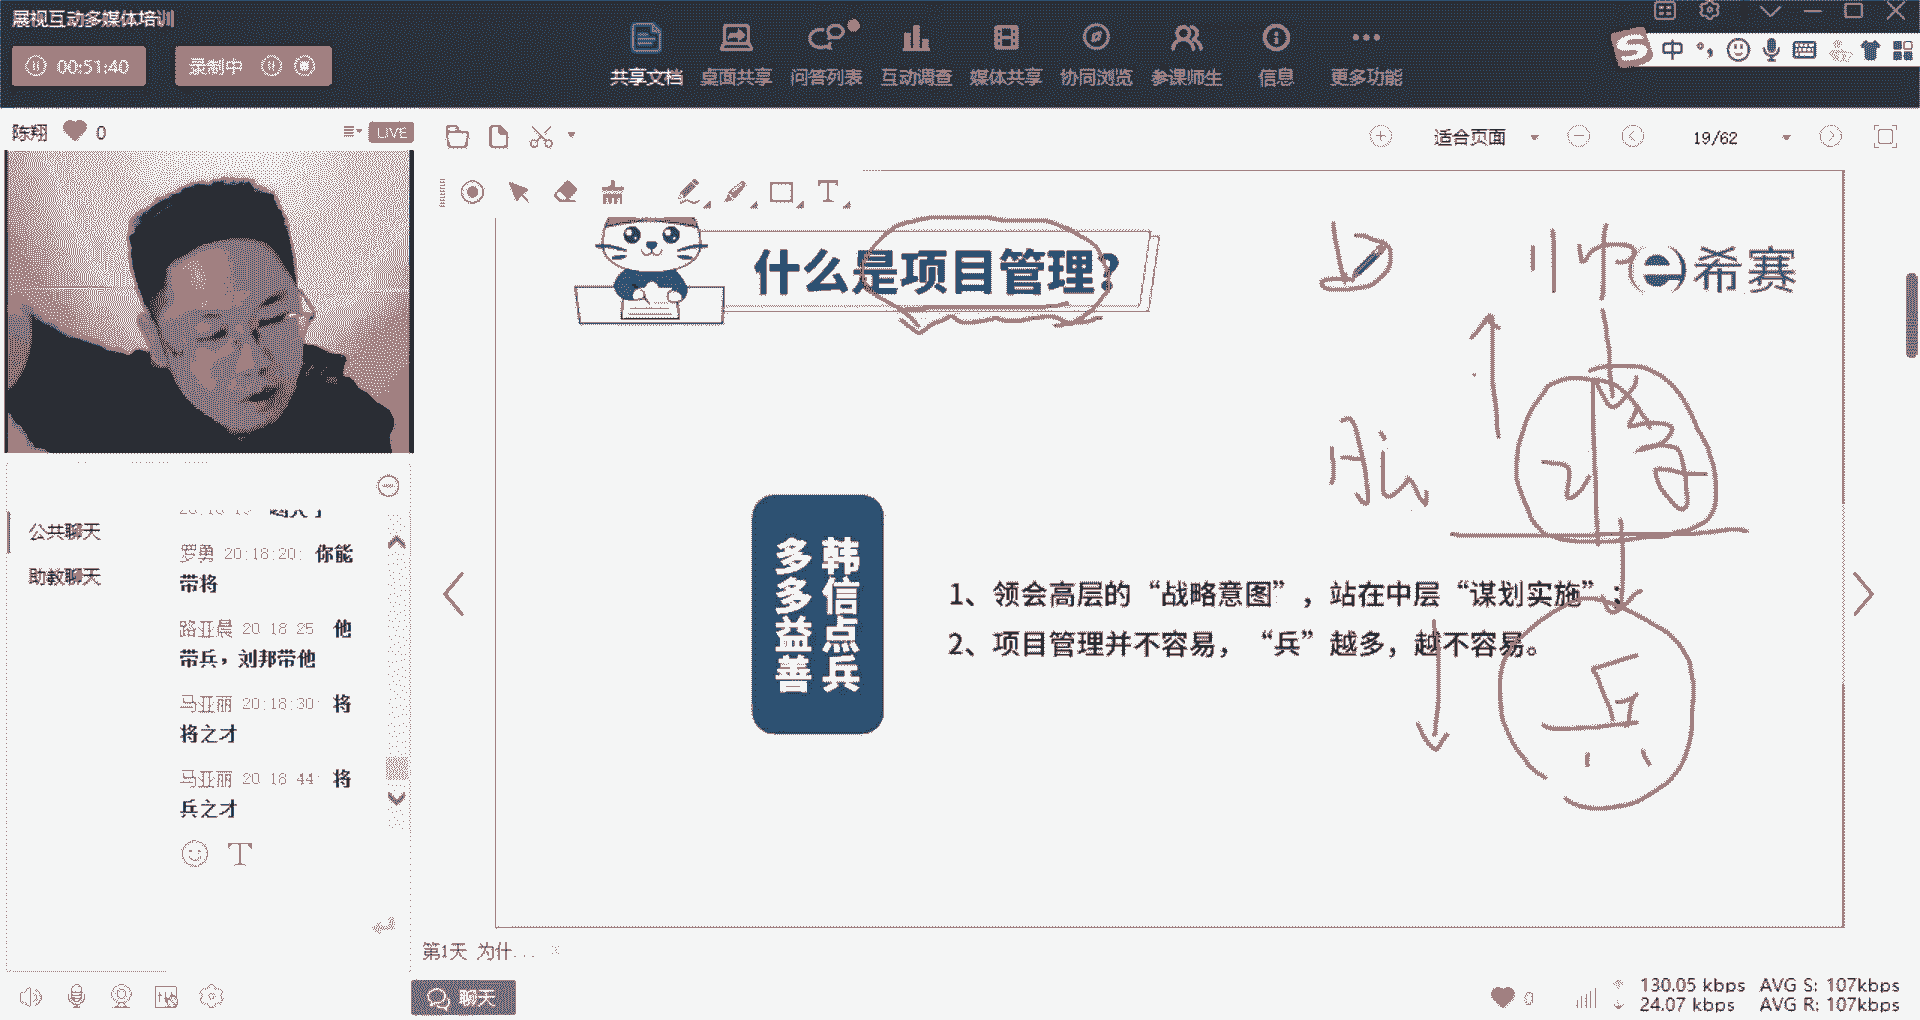 展视互动多媒体培训
00:51:40
录制中
共享文档 桌面共享 问答列表 互动调查 媒体共享 协同浏览 参课师生 信息 更多功能
中
陈翔 0
LIVE
适合页面
19/62
什么是项目管理?
希赛
帅
将
兵
韩信点兵
多多益善
1、领会高层的“战略意图”，站在中层“谋划实施”；
2、项目管理并不容易，“兵”越多，越不容易。
公共聊天
助教聊天
罗勇 20:18:20: 你能
带将
路亚晨 20:18:25: 他
带兵，刘邦带他
马亚丽 20:18:30: 将
将之才
马亚丽 20:18:44: 将
兵之才
第1天 为什...
聊天
0
130.05 kbps AVG S: 107kbps
24.07 kbps AVG R: 107kbps